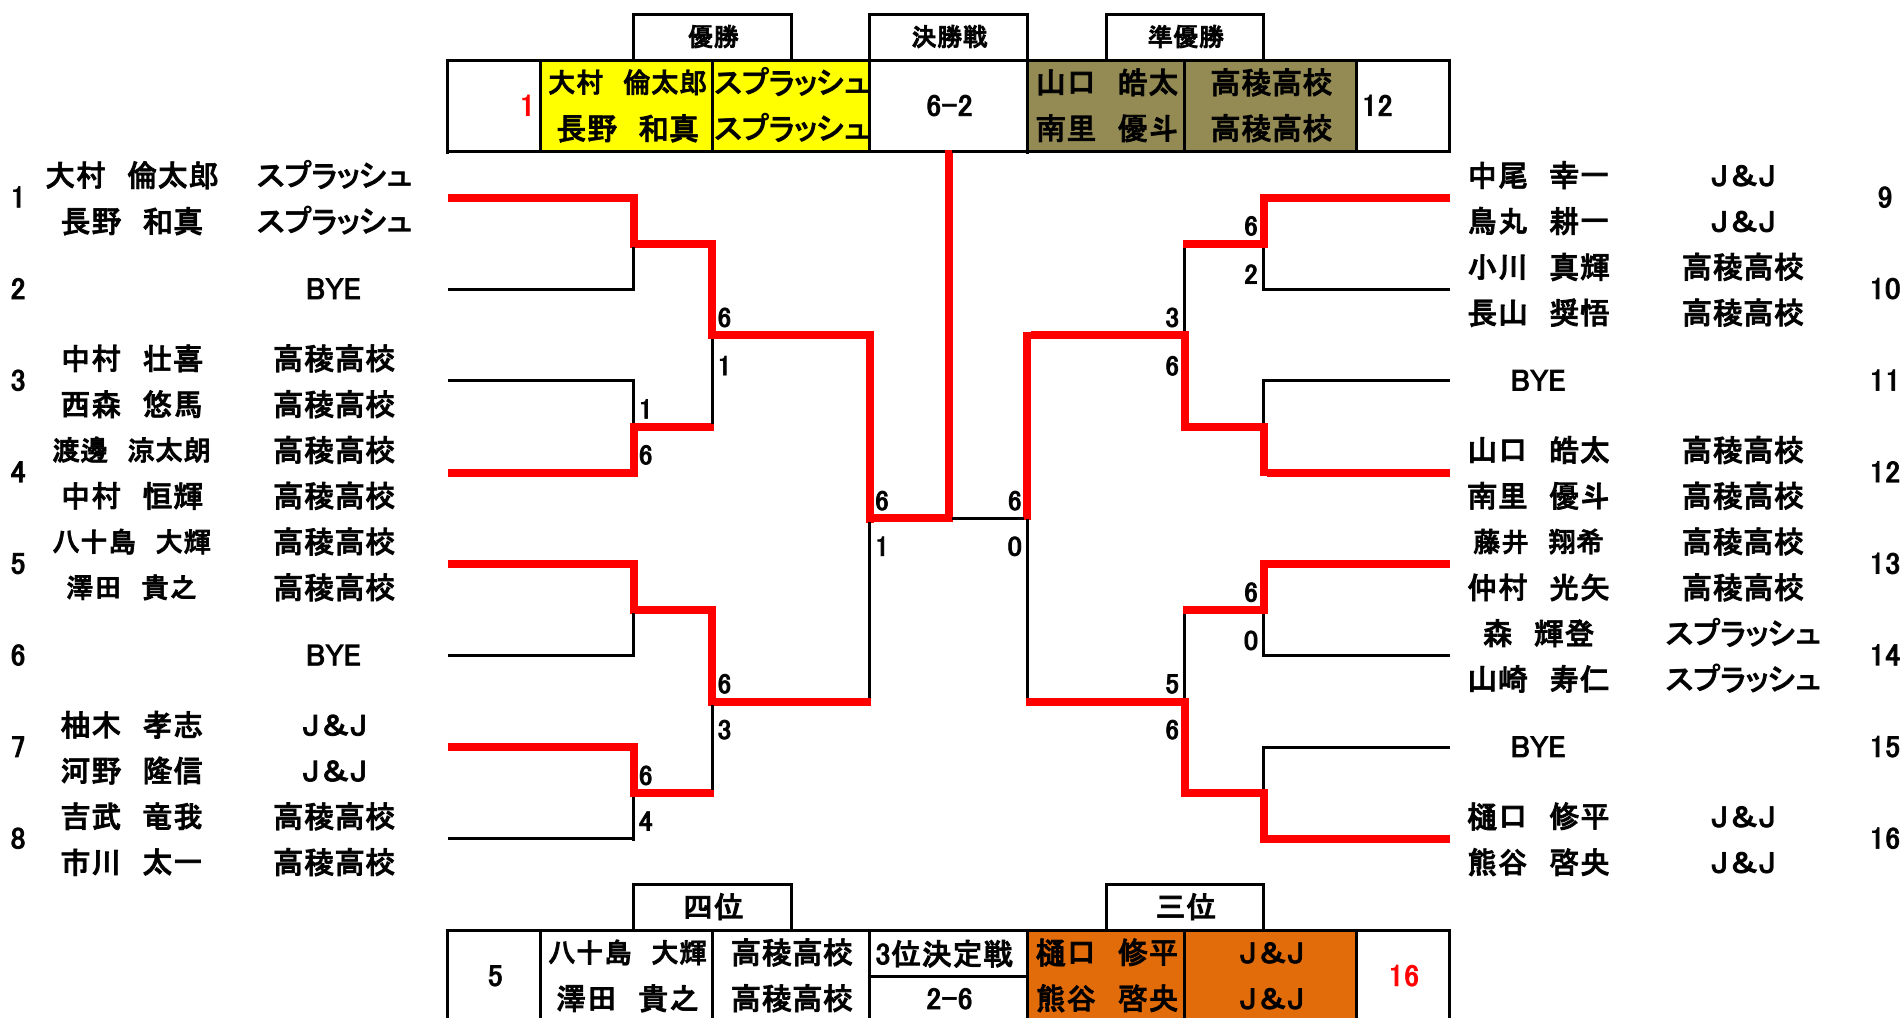 優勝 決勝戦 準優勝
大村 倫太郎 スプラッシュ 山口 皓太 高稜高校
1 6-2 12
長野 和真 スプラッシュ 南里 優斗 高稜高校
大村 倫太郎 スプラッシュ 中尾 幸一 J&J
1 9
長野 和真 スプラッシュ 6 鳥丸 耕一 J&J
2 小川 真輝 高稜高校
2 BYE 10
6 3 長山 奨悟 高稜高校
中村 壮喜 高稜高校 1 6
3 BYE 11
西森 悠馬 高稜高校 1
渡邊 涼太朗 高稜高校 6 山口 皓太 高稜高校
4 12
中村 恒輝 高稜高校 6 6 南里 優斗 高稜高校
八十島 大輝 高稜高校 1 0 藤井 翔希 高稜高校
5 13
澤田 貴之 高稜高校 6 仲村 光矢 高稜高校
0 森 輝登 スプラッシュ
6 BYE 14
6 5 山崎 寿仁 スプラッシュ
柚木 孝志 J&J 3 6
7 BYE 15
河野 隆信 J&J 6
吉武 竜我 高稜高校 4 樋口 修平 J&J
8 16
市川 太一 高稜高校 熊谷 啓央 J&J
四位 三位
八十島 大輝 高稜高校 3位決定戦 樋口 修平 J&J
5 16
澤田 貴之 高稜高校 2-6 熊谷 啓央 J&J